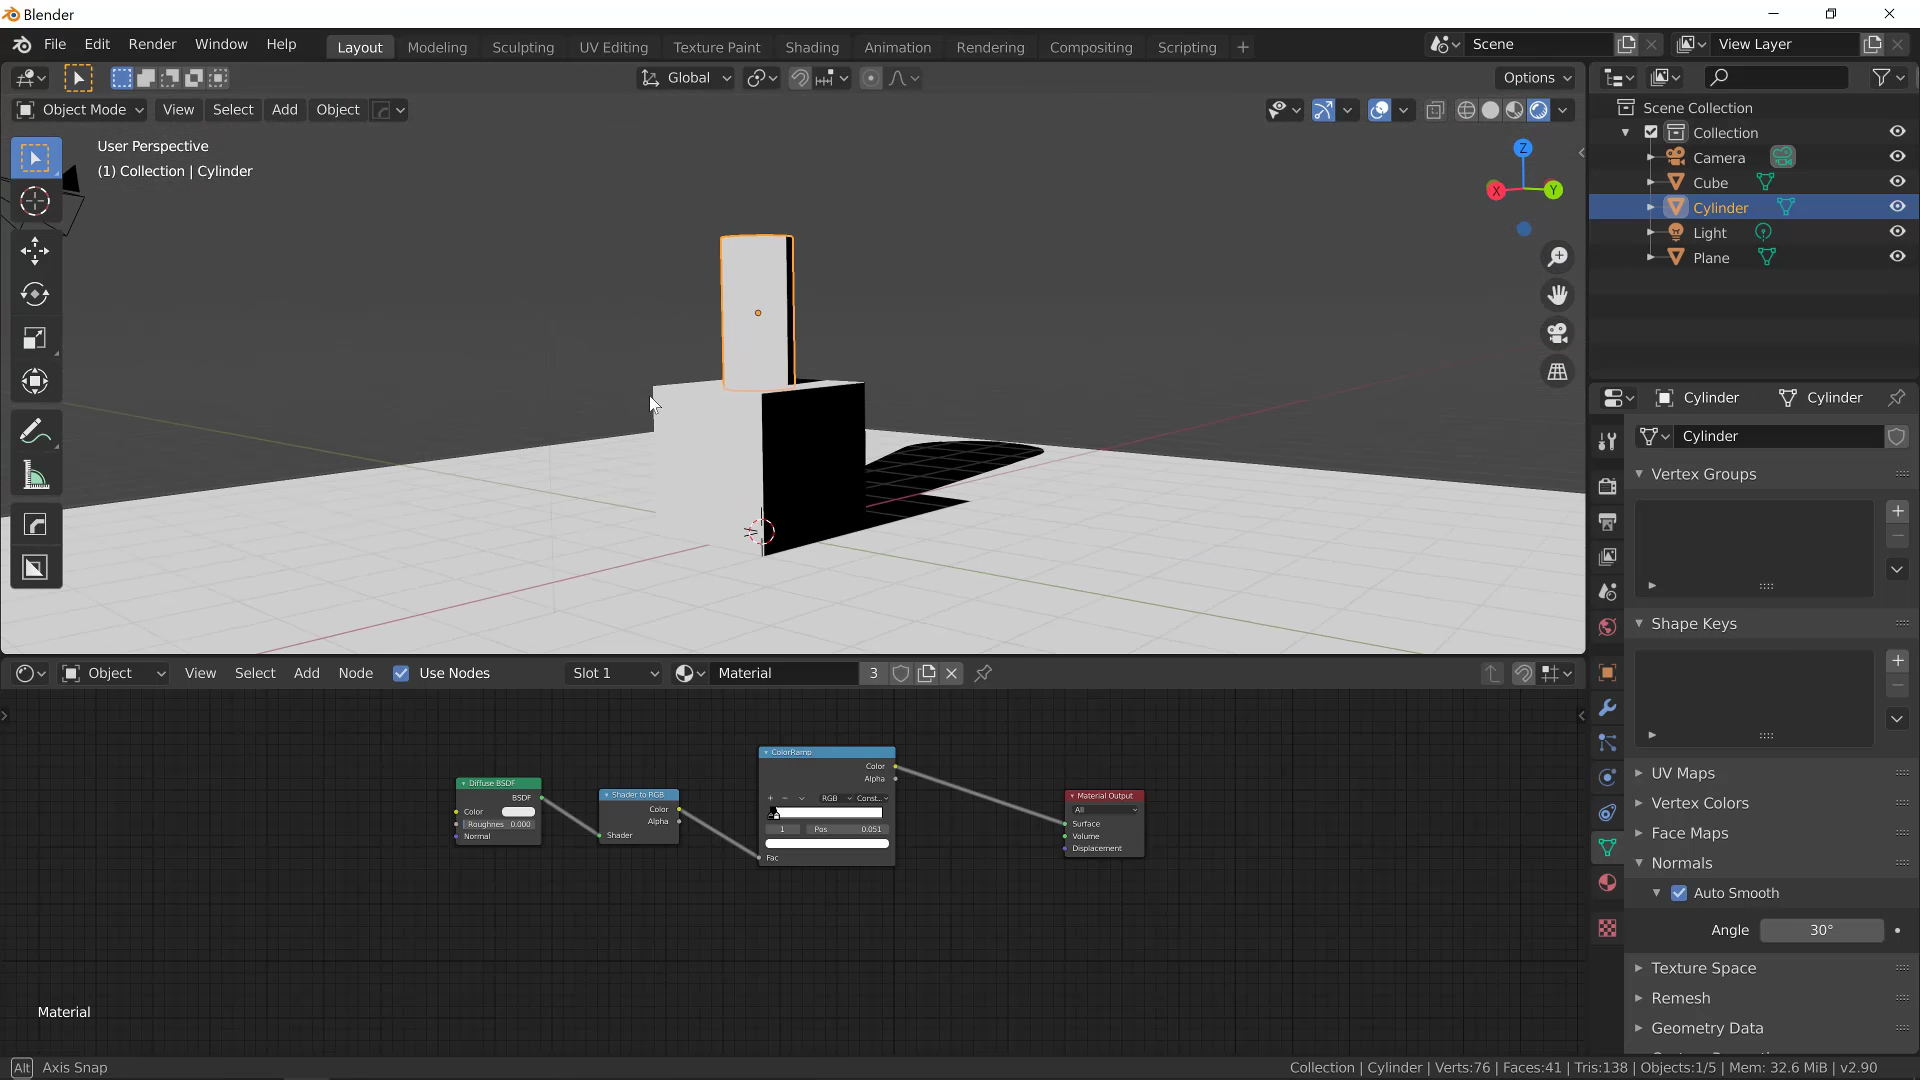 Blender
File Edit Render Window Help Layout Modeling Sculpting UV Editing Texture Paint Shading Animation Rendering Compositing Scripting + Scene View Layer
Global Options
Object Mode View Select Add Object
User Perspective
(1) Collection | Cylinder
Z
X
Y
Scene Collection
Collection
Camera
Cube
Cylinder
Light
Plane
Cylinder Cylinder
Cylinder
Vertex Groups
Shape Keys
UV Maps
Vertex Colors
Face Maps
Normals
Auto Smooth
Angle 30°
Texture Space
Remesh
Geometry Data
Object View Select Add Node Use Nodes Slot 1 Material 3
Diffuse BSDF
BSDF
Color
Roughnes 0.000
Normal
Shader to RGB
Color
Alpha
Shader
ColorRamp
Color
Alpha
RGB Const...
1 Pos 0.051
Fac
Material Output
All
Surface
Volume
Displacement
Material
Alt Axis Snap
Collection | Cylinder | Verts:76 | Faces:41 | Tris:138 | Objects:1/5 | Mem: 32.6 MiB | v2.90